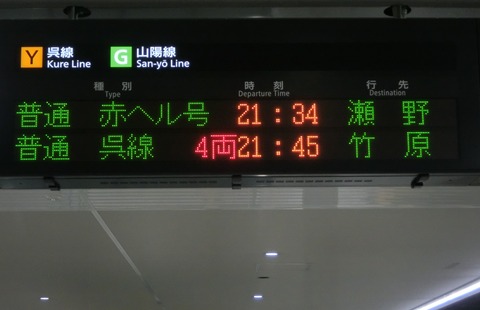 Y 呉線 G 山陽線
Kure Line San-yō Line
種別 時刻 行先
Type Departure Time Destination
普通 赤ヘル号 21:34 瀬野
普通 呉線 4両 21:45 竹原